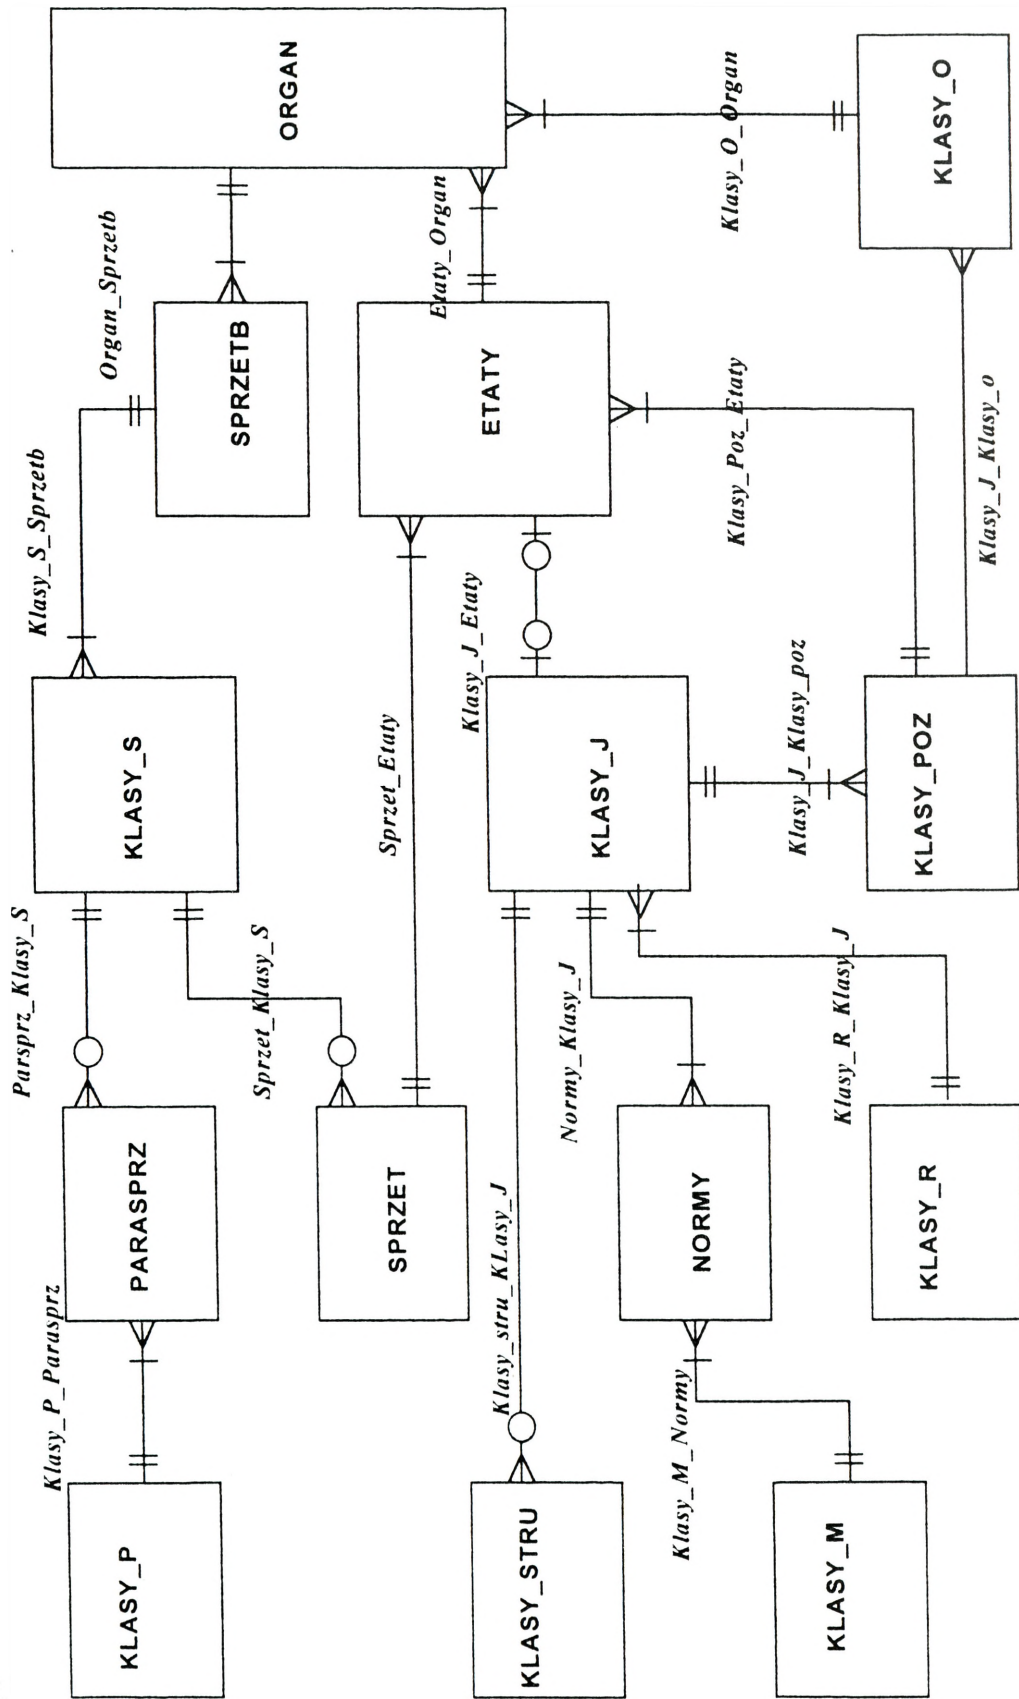 KLASY_P
Klasy_P_Parasprz
PARASPRZ
Parsprz_Klasy_S
KLASY_S
Klasy_S_Sprzetb
Organ_Sprzetb
SPRZETB
ORGAN
Sprzet_Klasy_S
SPRZET
Sprzet_Etaty
ETATY
Etaty_Organ
KLASY_STRU
Klasy_stru_KLasy_J
Klasy_J_Etaty
KLASY_J
Normy_Klasy_J
NORMY
Klasy_M_Normy
KLASY_M
Klasy_R_Klasy_J
KLASY_R
Klasy_J_Klasy_poz
KLASY_POZ
Klasy_Poz_Etaty
Klasy_J_Klasy_o
Klasy_O_Organ
KLASY_O